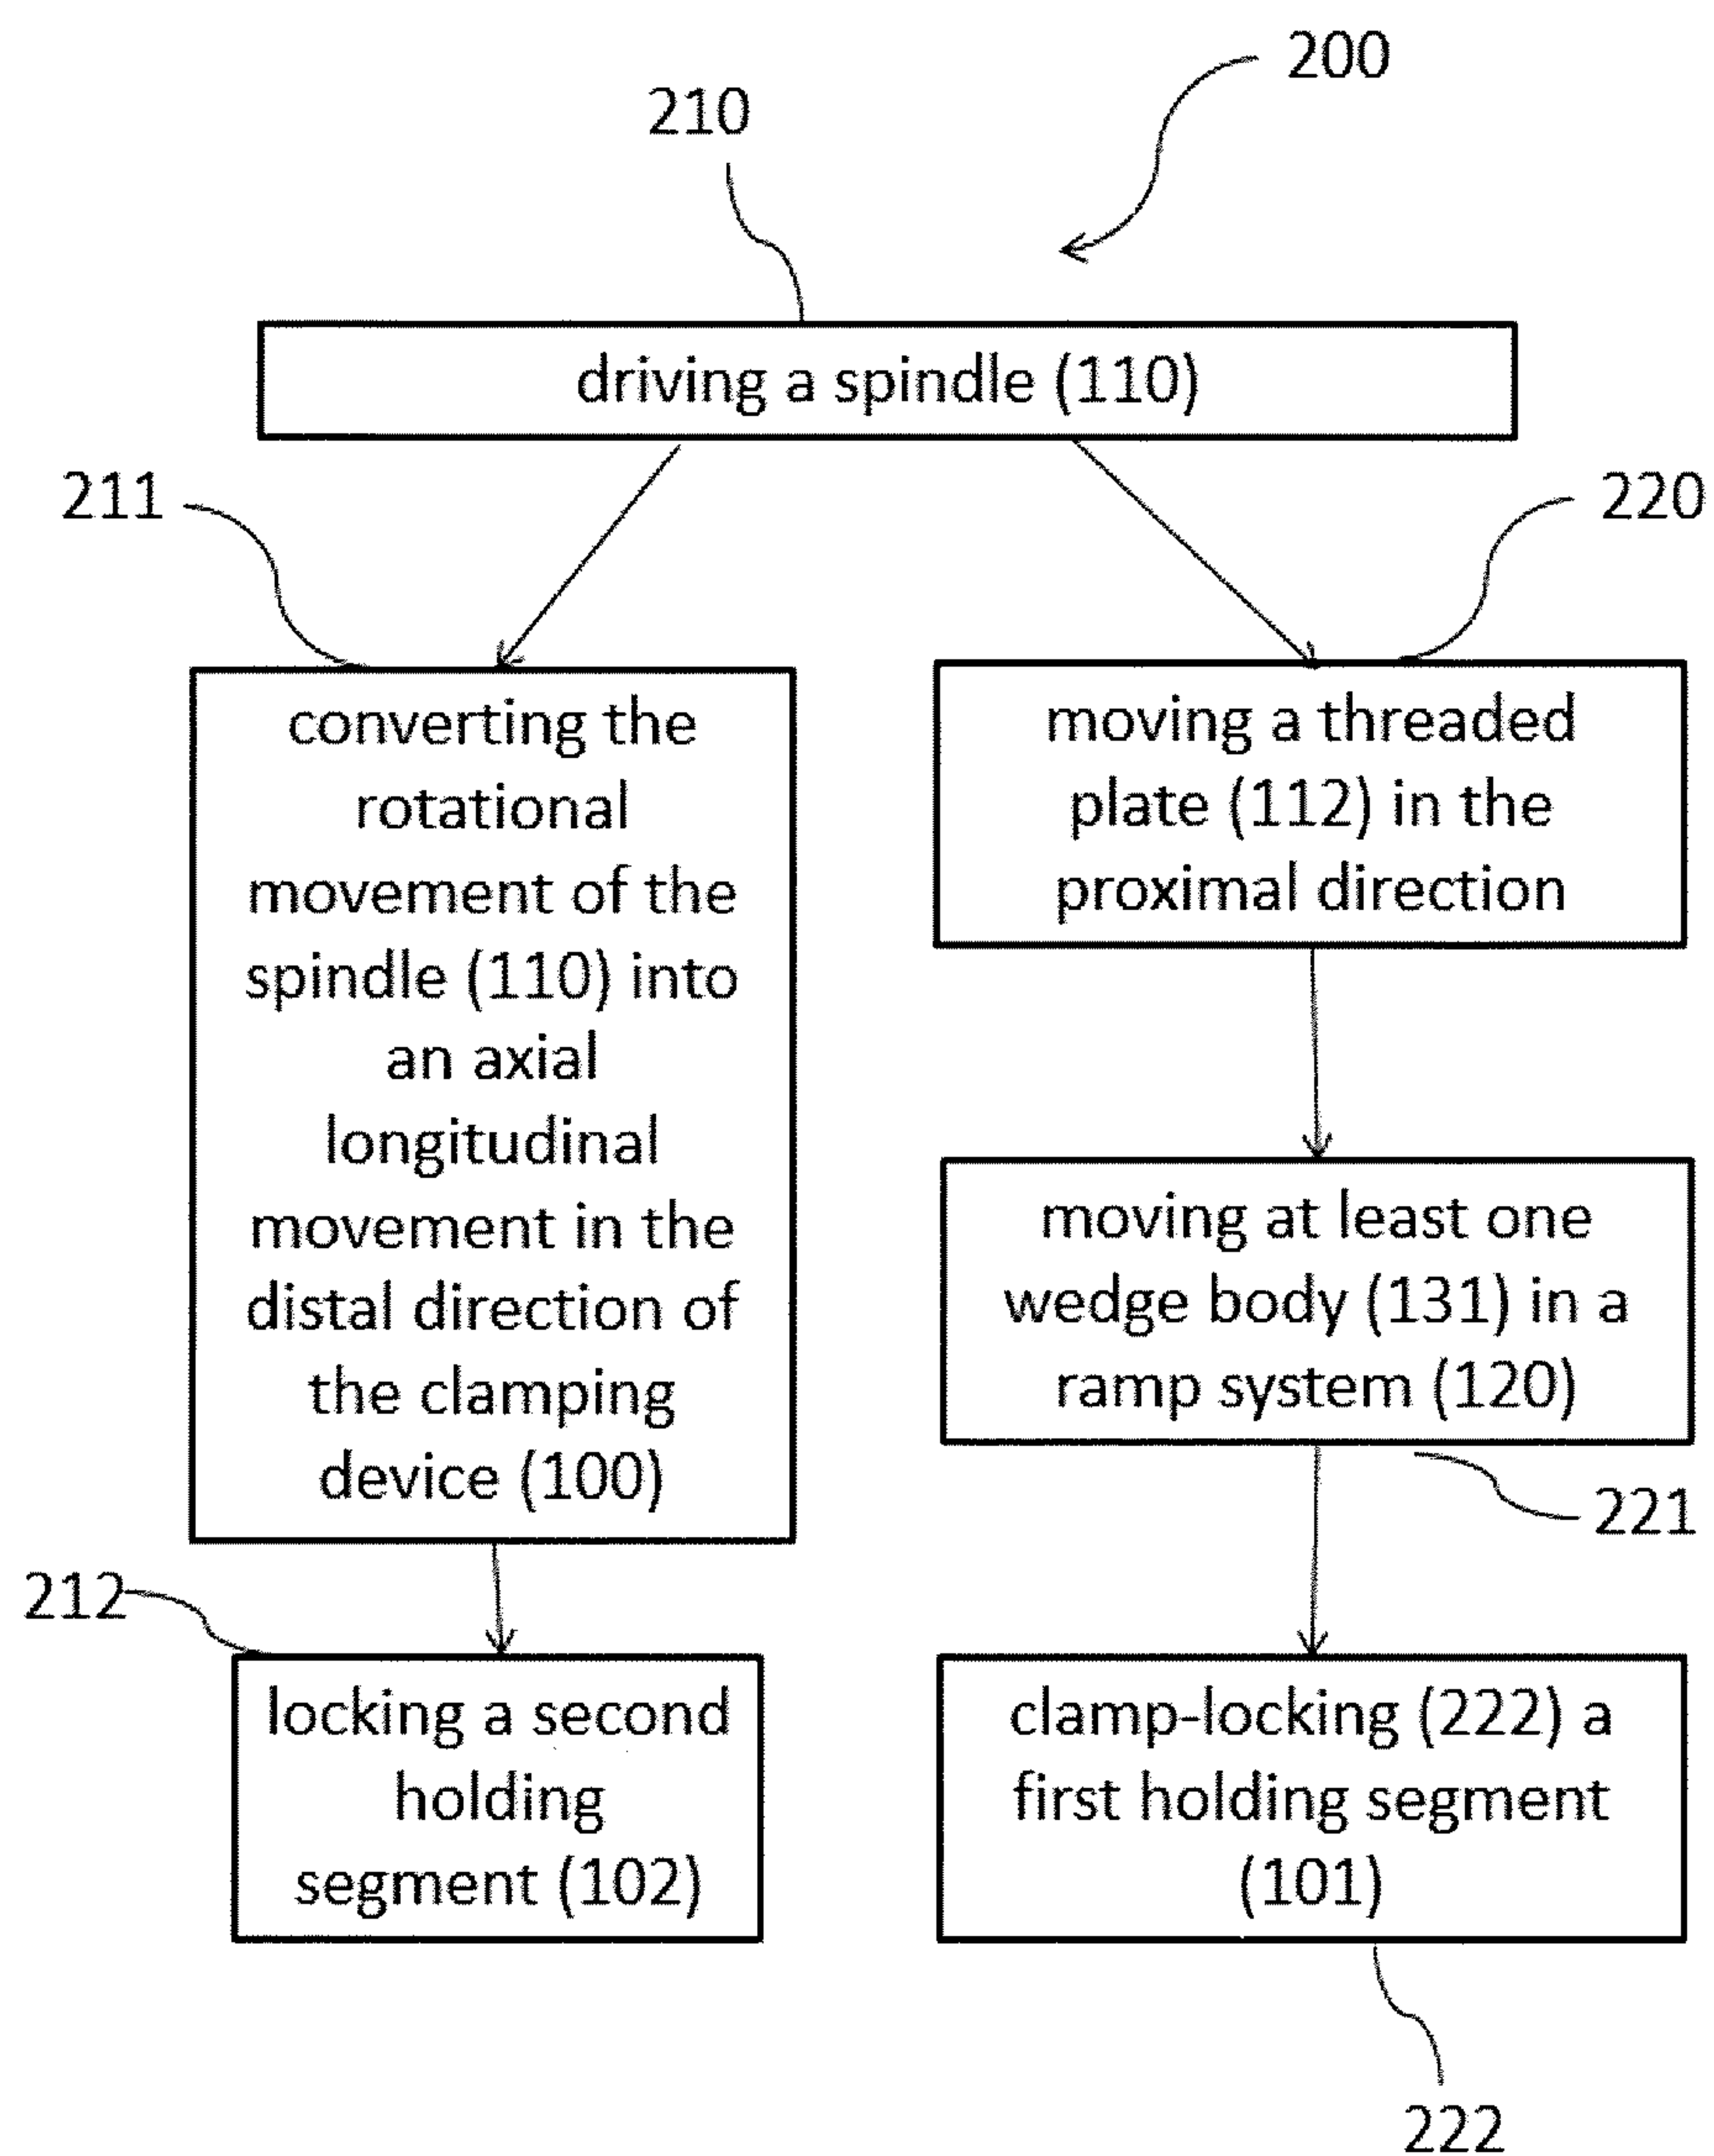 200
210
driving a spindle (110)
211
220
converting the
rotational
movement of the
spindle (110) into
an axial
longitudinal
movement in the
distal direction of
the clamping
device (100)
moving a threaded
plate (112) in the
proximal direction
moving at least one
wedge body (131) in a
ramp system (120)
221
212
locking a second
holding
segment (102)
clamp-locking (222) a
first holding segment
(101)
222